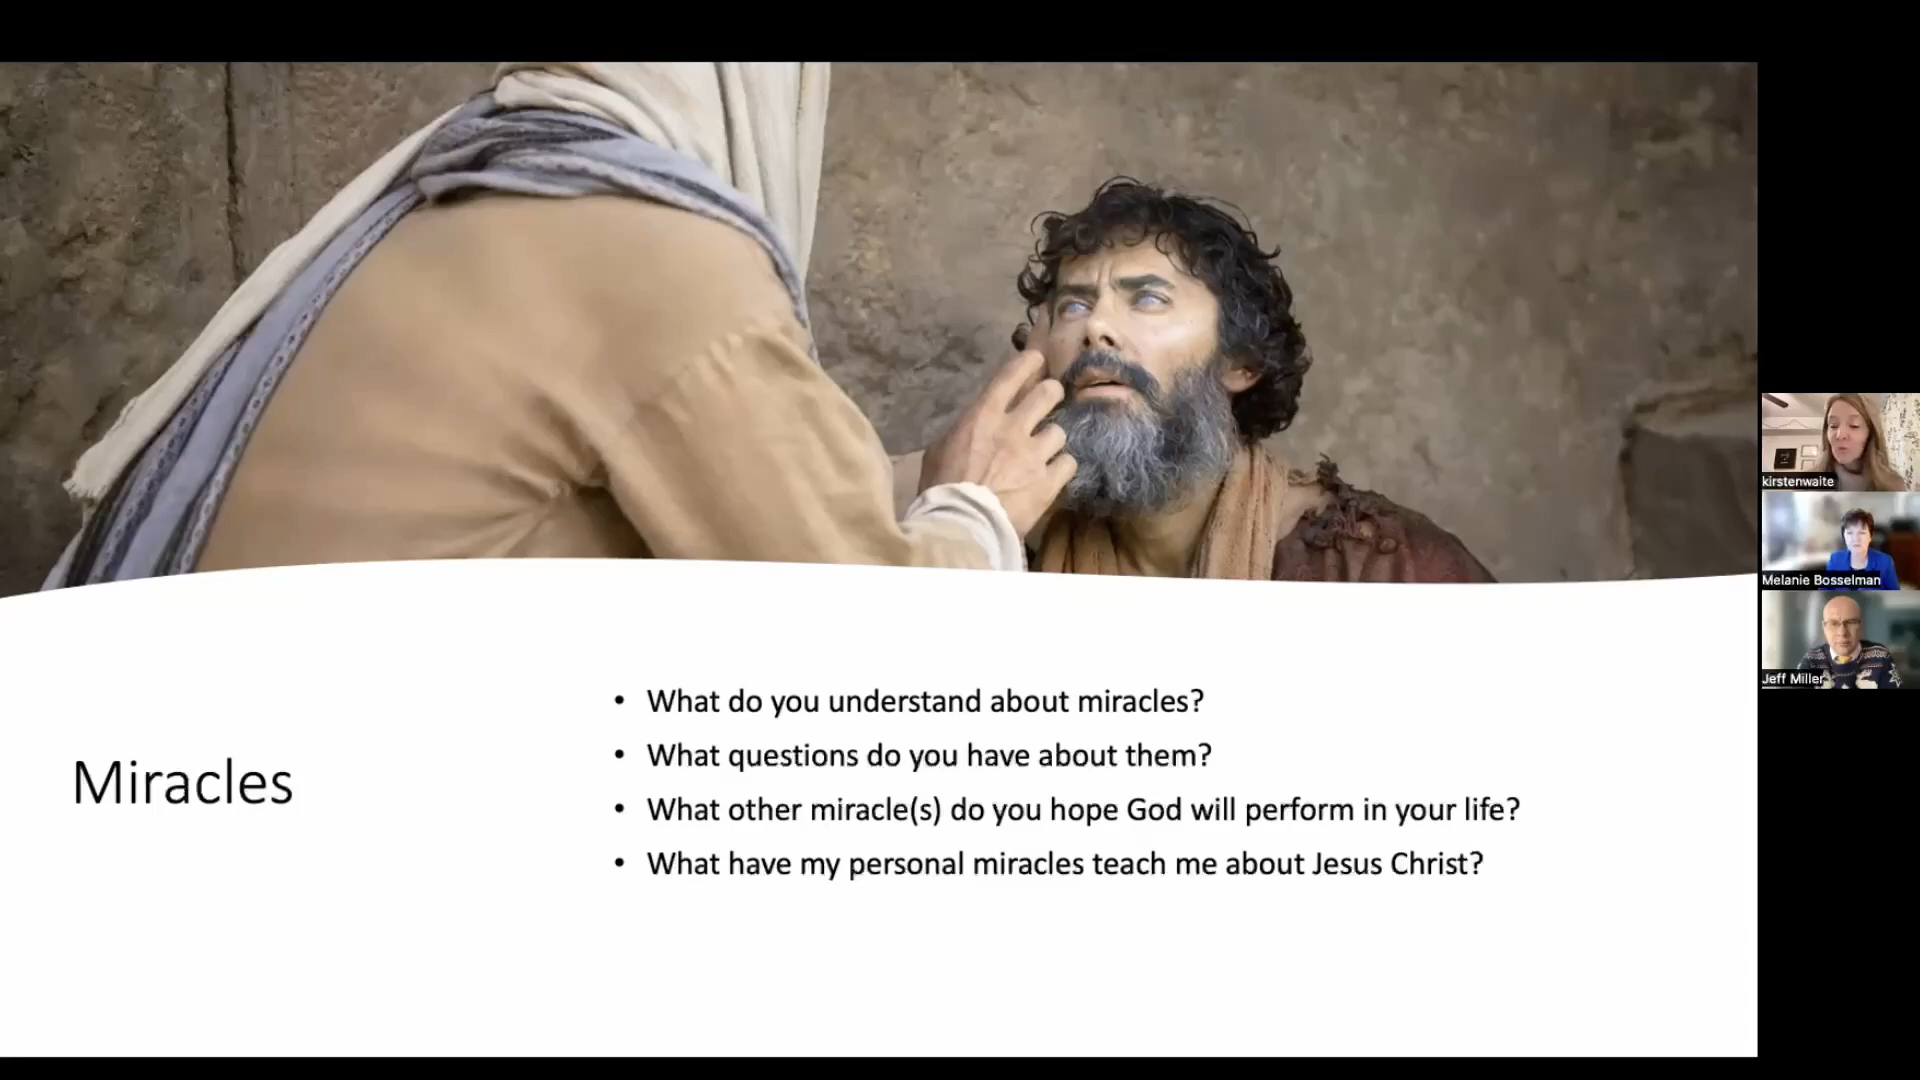 Miracles
• What do you understand about miracles?
• What questions do you have about them?
• What other miracle(s) do you hope God will perform in your life?
• What have my personal miracles teach me about Jesus Christ?
kirstenwaite
Melanie Bosselman
Jeff Miller